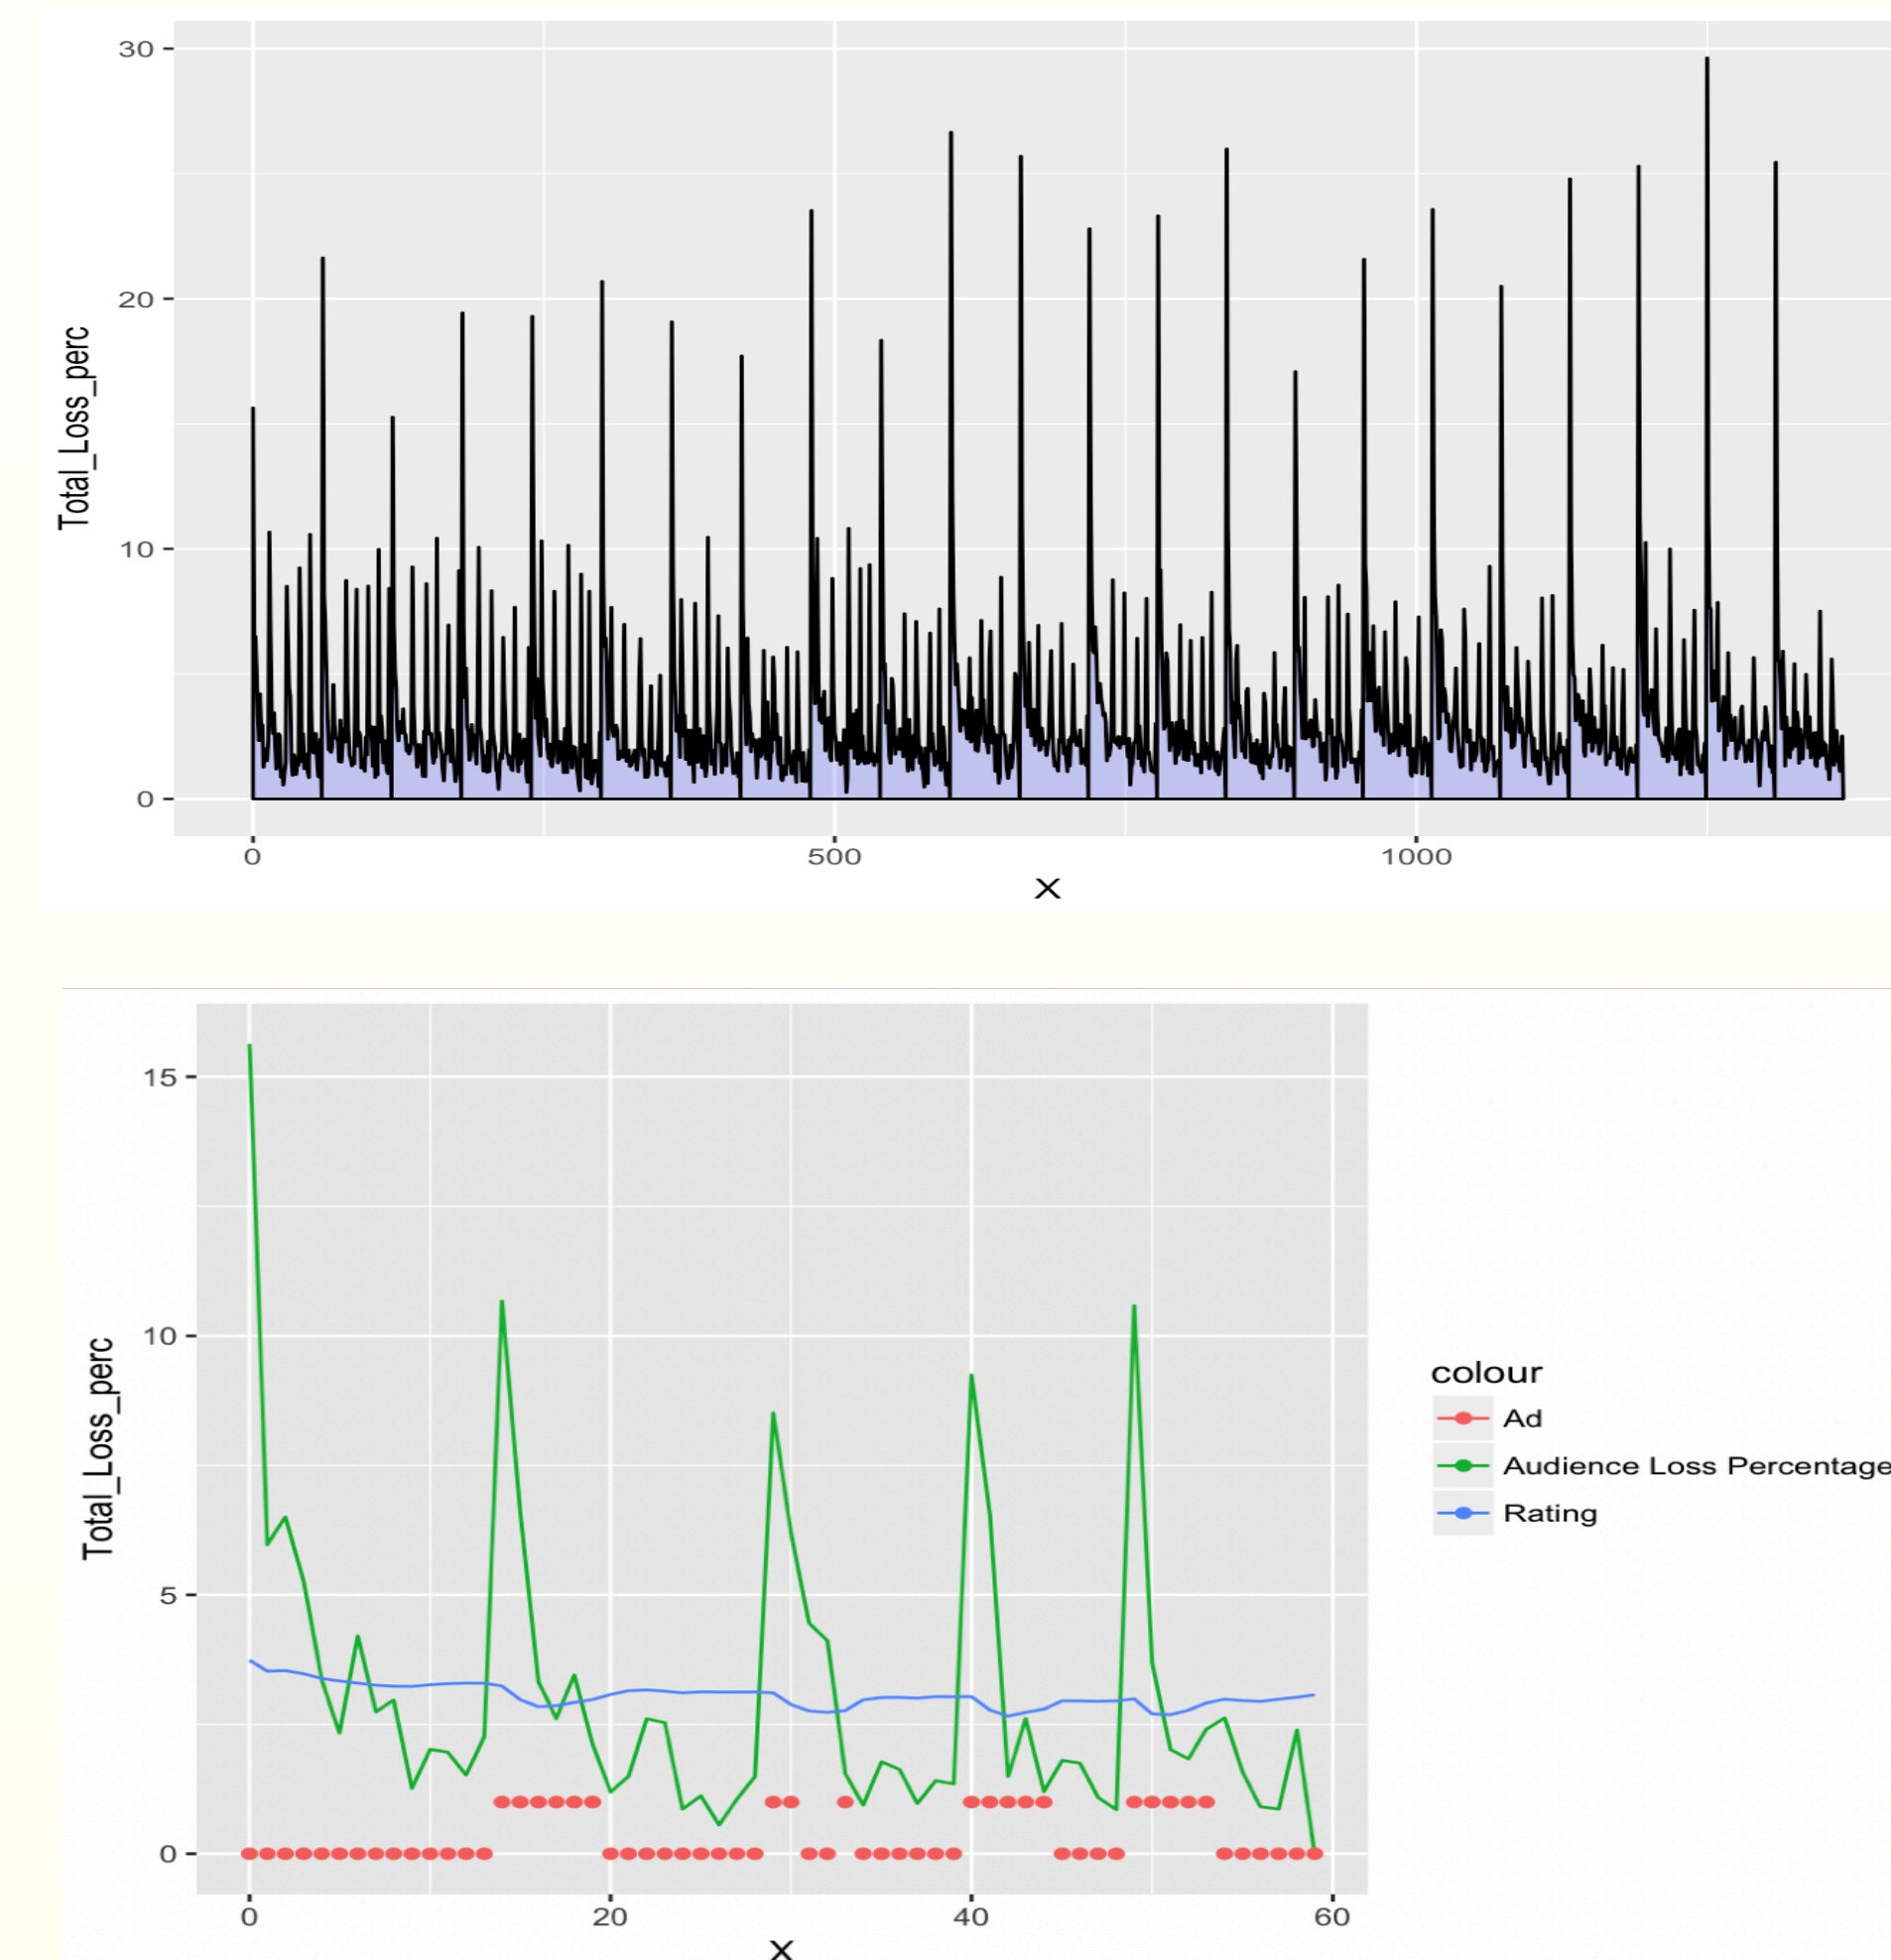 30
20
10
0
Total_Loss_perc
0 500 1000
X
15
10
5
0
Total_Loss_perc
0 20 40 60
X
colour
Ad
Audience Loss Percentage
Rating